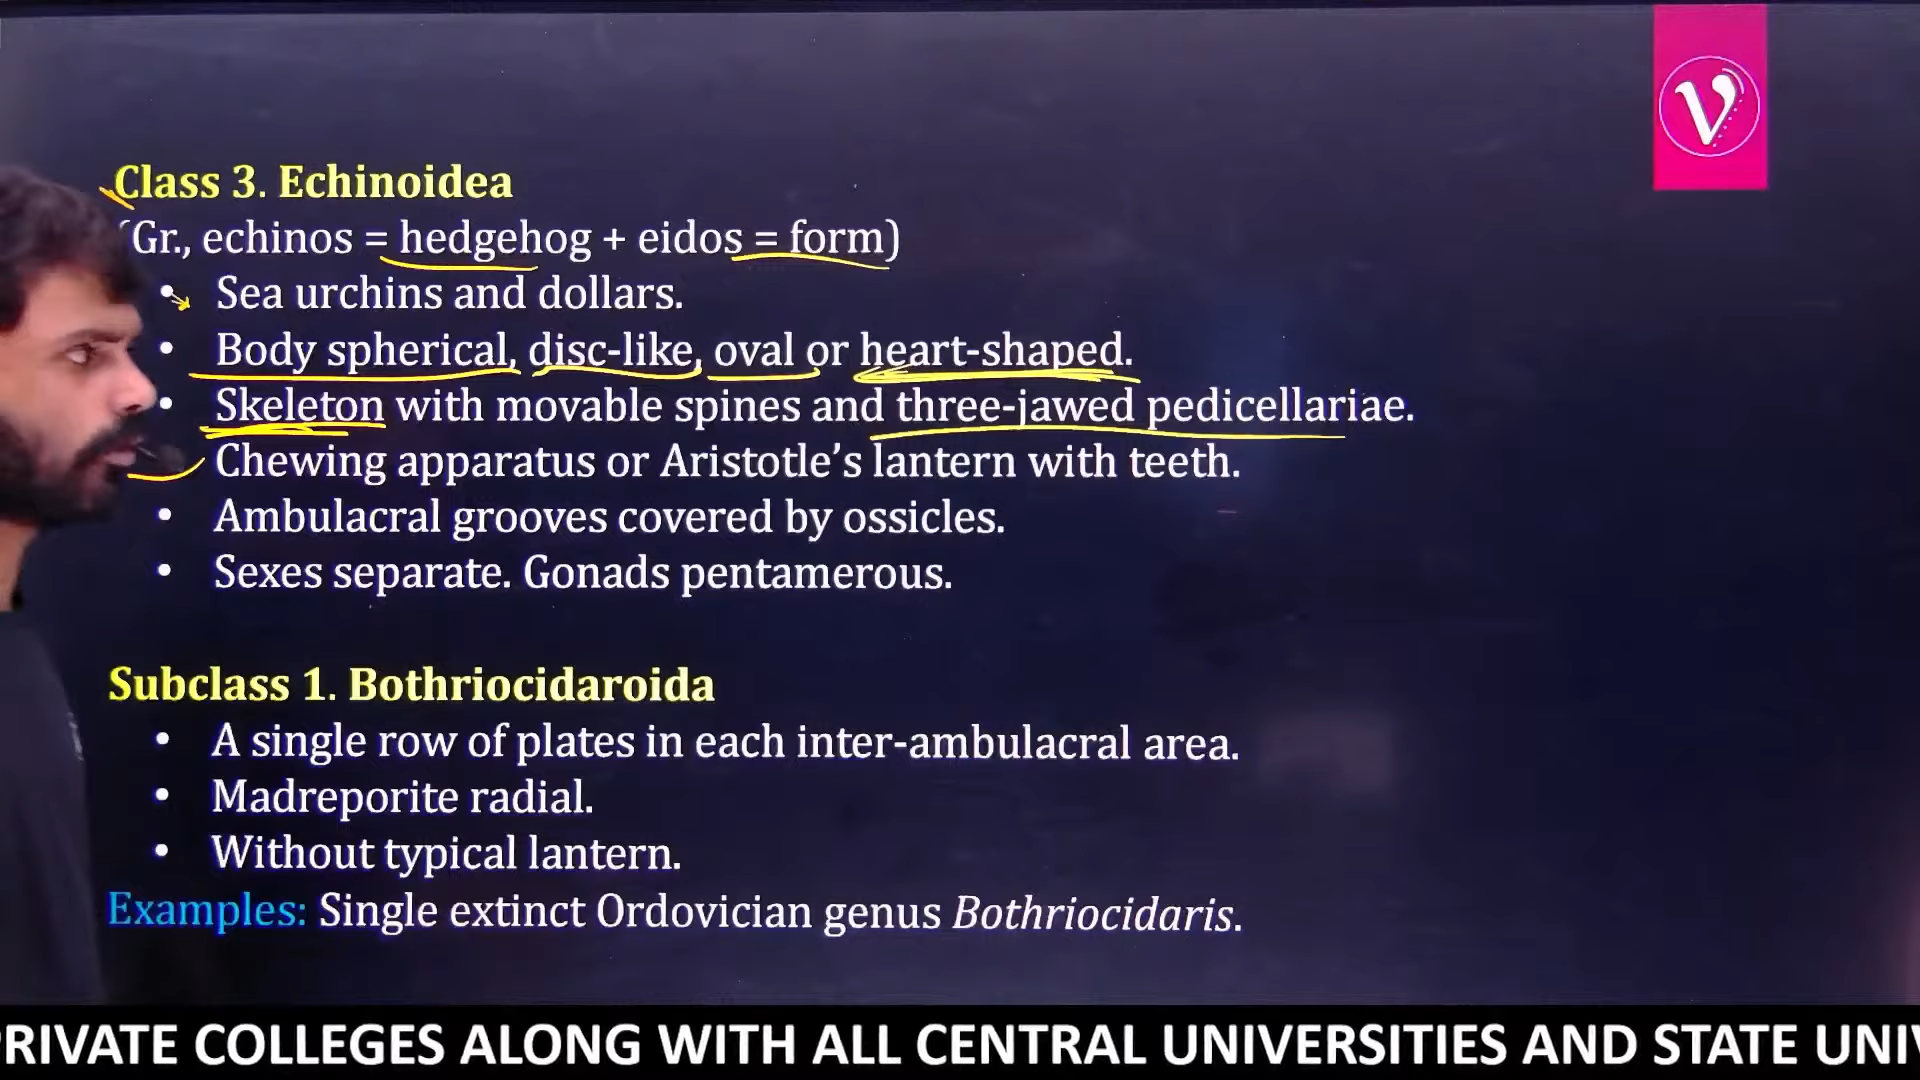 Class 3. Echinoidea
(Gr., echinos = hedgehog + eidos = form)
• Sea urchins and dollars.
• Body spherical, disc-like, oval or heart-shaped.
• Skeleton with movable spines and three-jawed pedicellariae.
Chewing apparatus or Aristotle’s lantern with teeth.
• Ambulacral grooves covered by ossicles.
• Sexes separate. Gonads pentamerous.
Subclass 1. Bothriocidaroida
• A single row of plates in each inter-ambulacral area.
• Madreporite radial.
• Without typical lantern.
Examples: Single extinct Ordovician genus Bothriocidaris.
V
PRIVATE COLLEGES ALONG WITH ALL CENTRAL UNIVERSITIES AND STATE UNIV